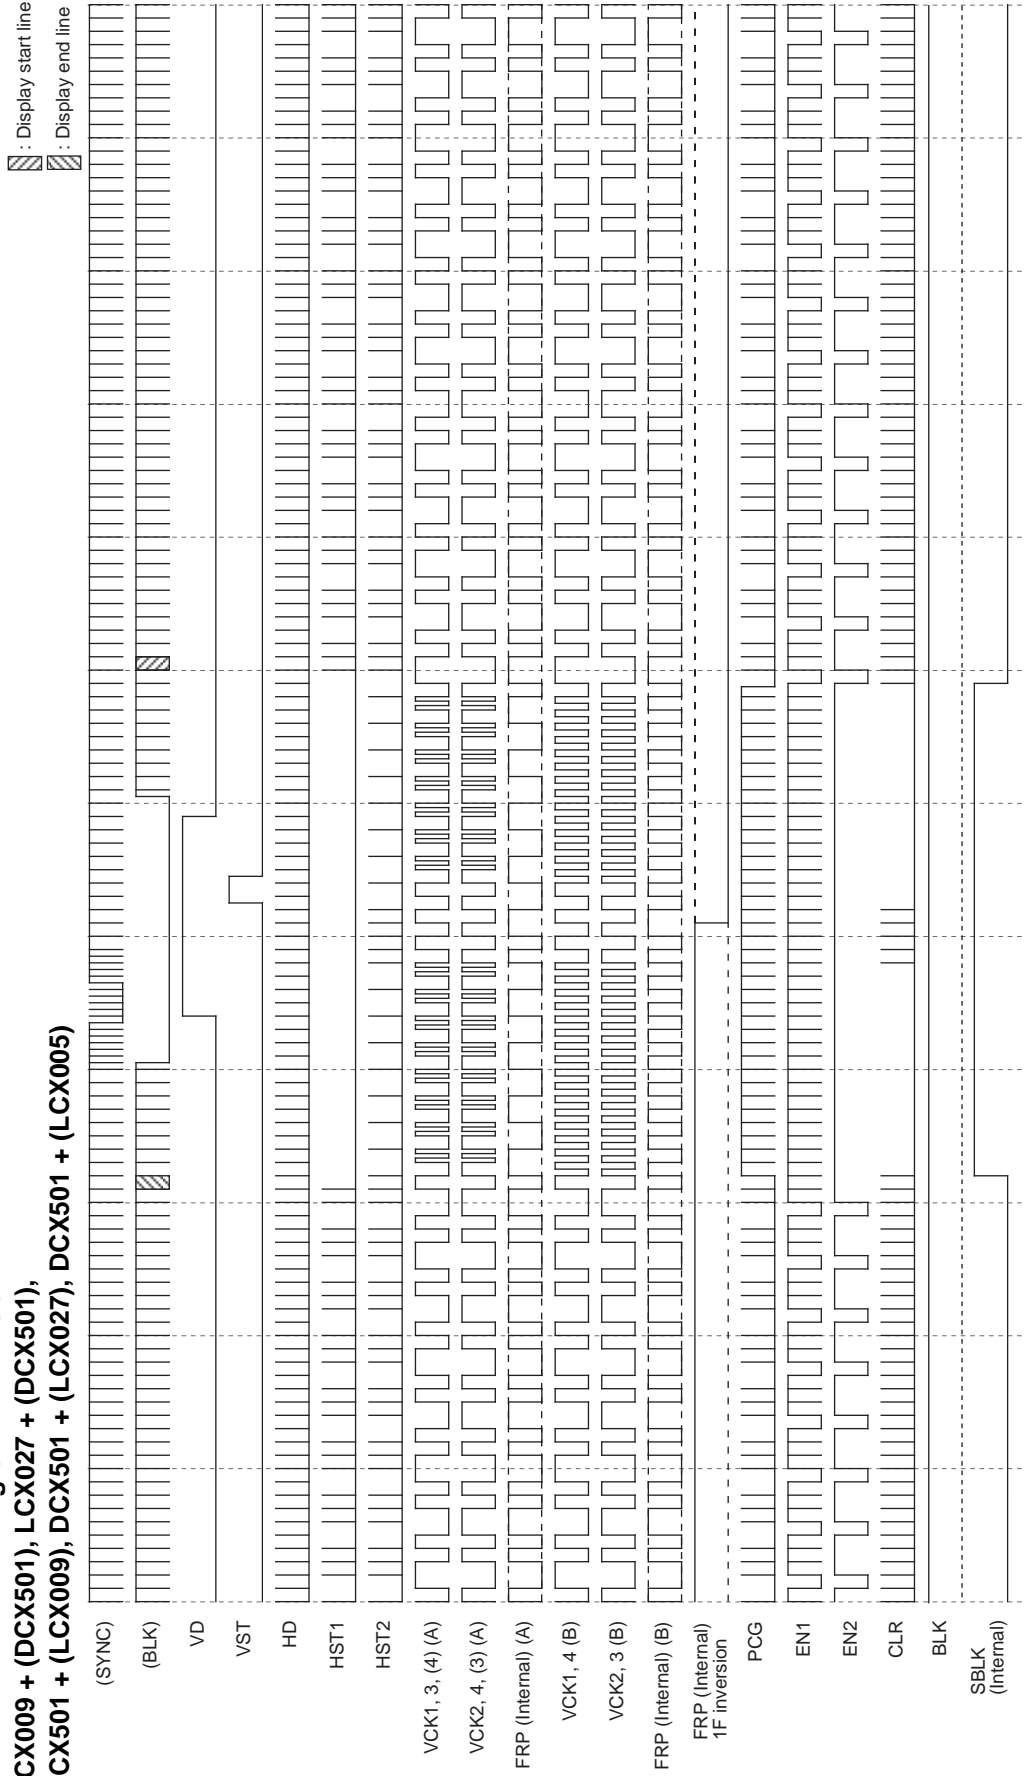 CX009 + (DCX501), LCX027 + (DCX501),
CX501 + (LCX009), DCX501 + (LCX027), DCX501 + (LCX005)
: Display start line
: Display end line
(SYNC)
(BLK)
VD
VST
HD
HST1
HST2
VCK1, 3, (4) (A)
VCK2, 4, (3) (A)
FRP (Internal) (A)
VCK1, 4 (B)
VCK2, 3 (B)
FRP (Internal) (B)
FRP (Internal)
1F inversion
PCG
EN1
EN2
CLR
BLK
SBLK
(Internal)